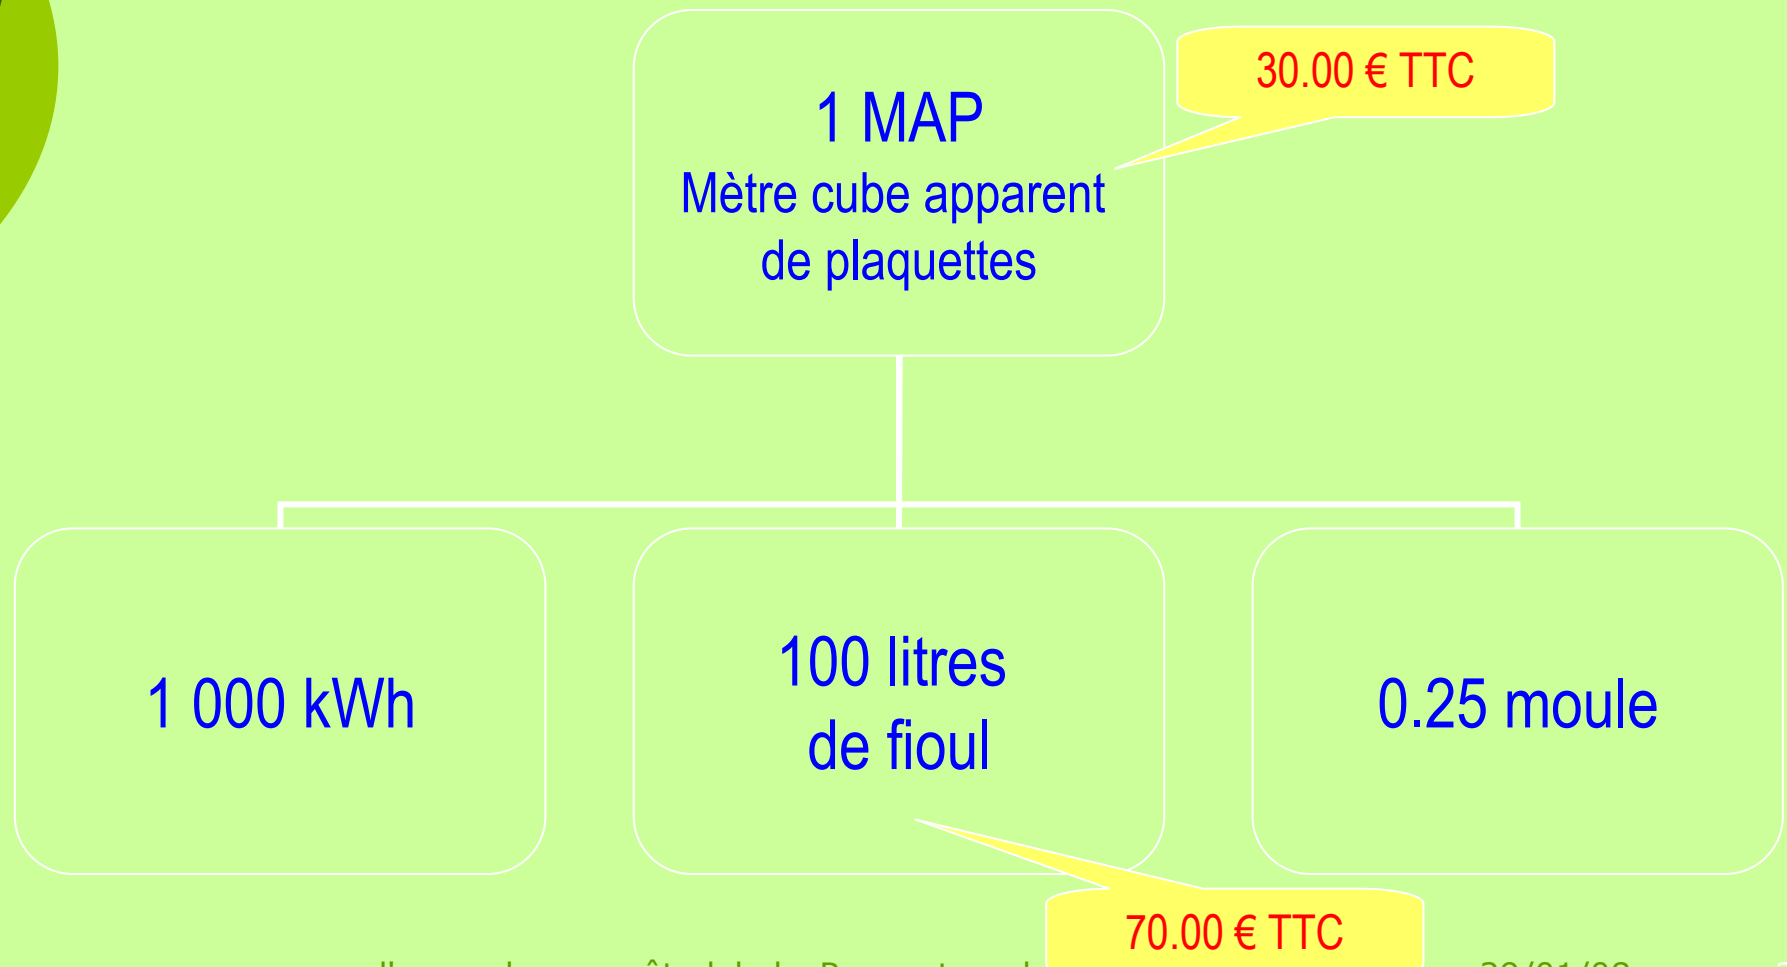 30.00 € TTC
1 MAP
Mètre cube apparent
de plaquettes
1 000 kWh
100 litres
de fioul
0.25 moule
70.00 € TTC